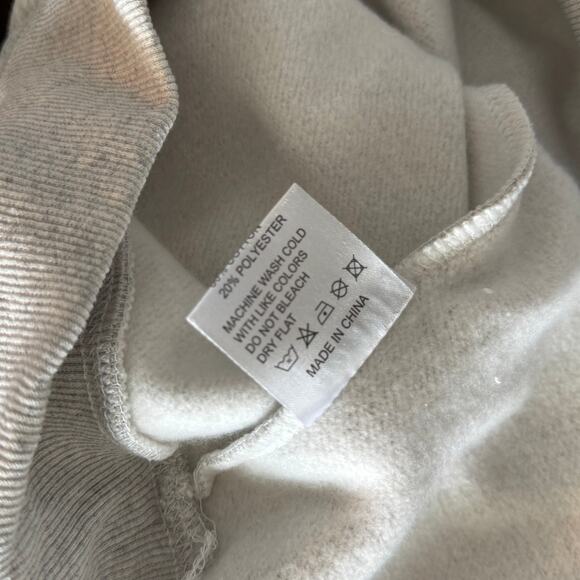 20% POLYESTER
MACHINE WASH COLD
WITH LIKE COLORS
DO NOT BLEACH
DRY FLAT
MADE IN CHINA